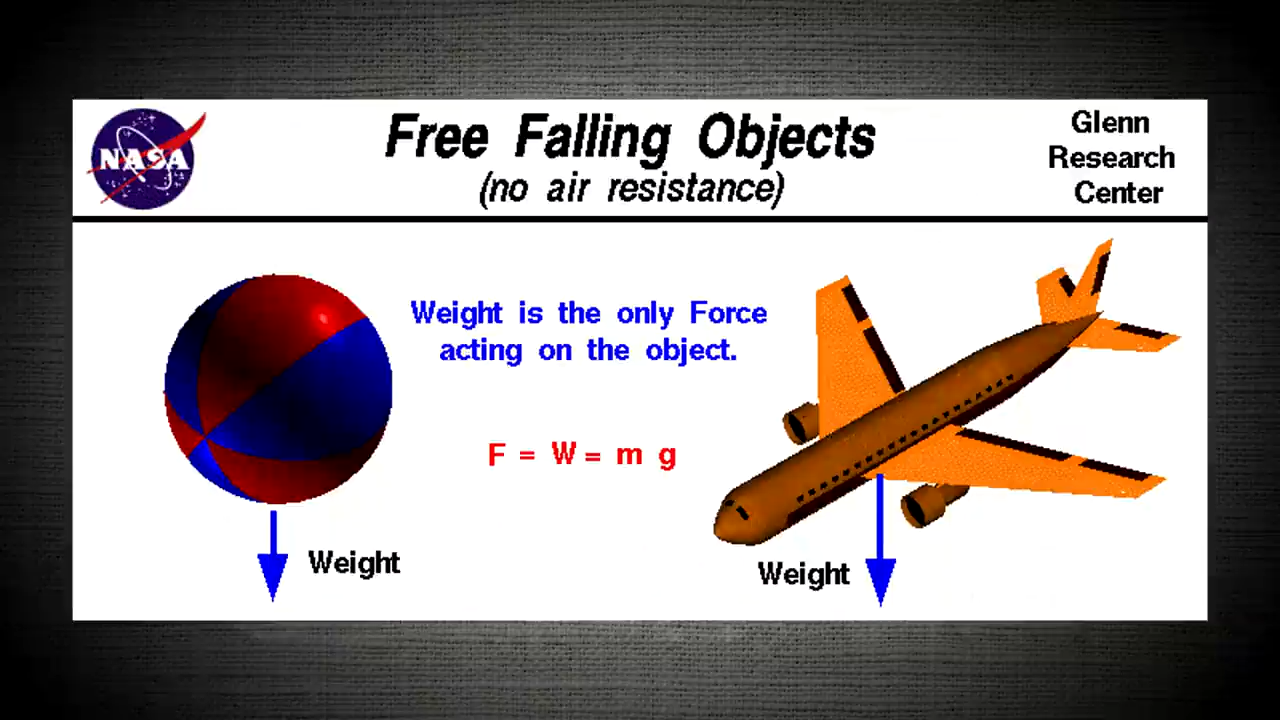 NASA
Free Falling Objects
(no air resistance)
Glenn
Research
Center
Weight is the only Force
acting on the object.
F = W = m g
Weight
Weight